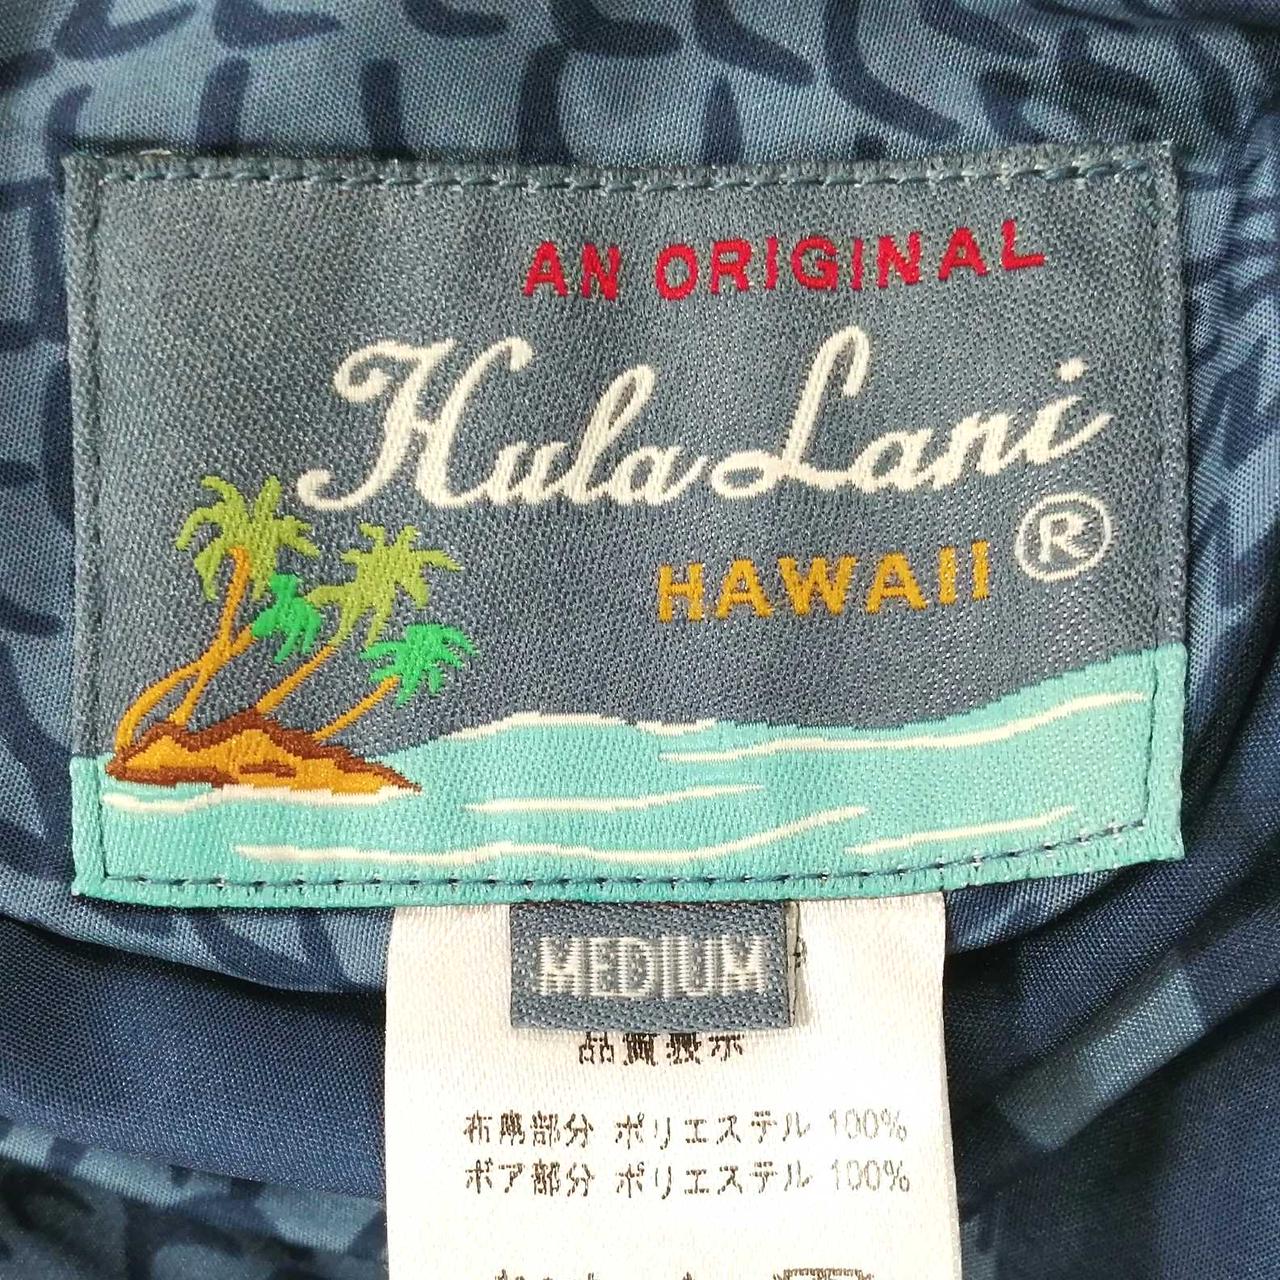 AN ORIGINAL
Hula Lani
HAWAII ®
MEDIUM
品質表示
布帛部分 ポリエステル 100%
ボア部分 ポリエステル 100%